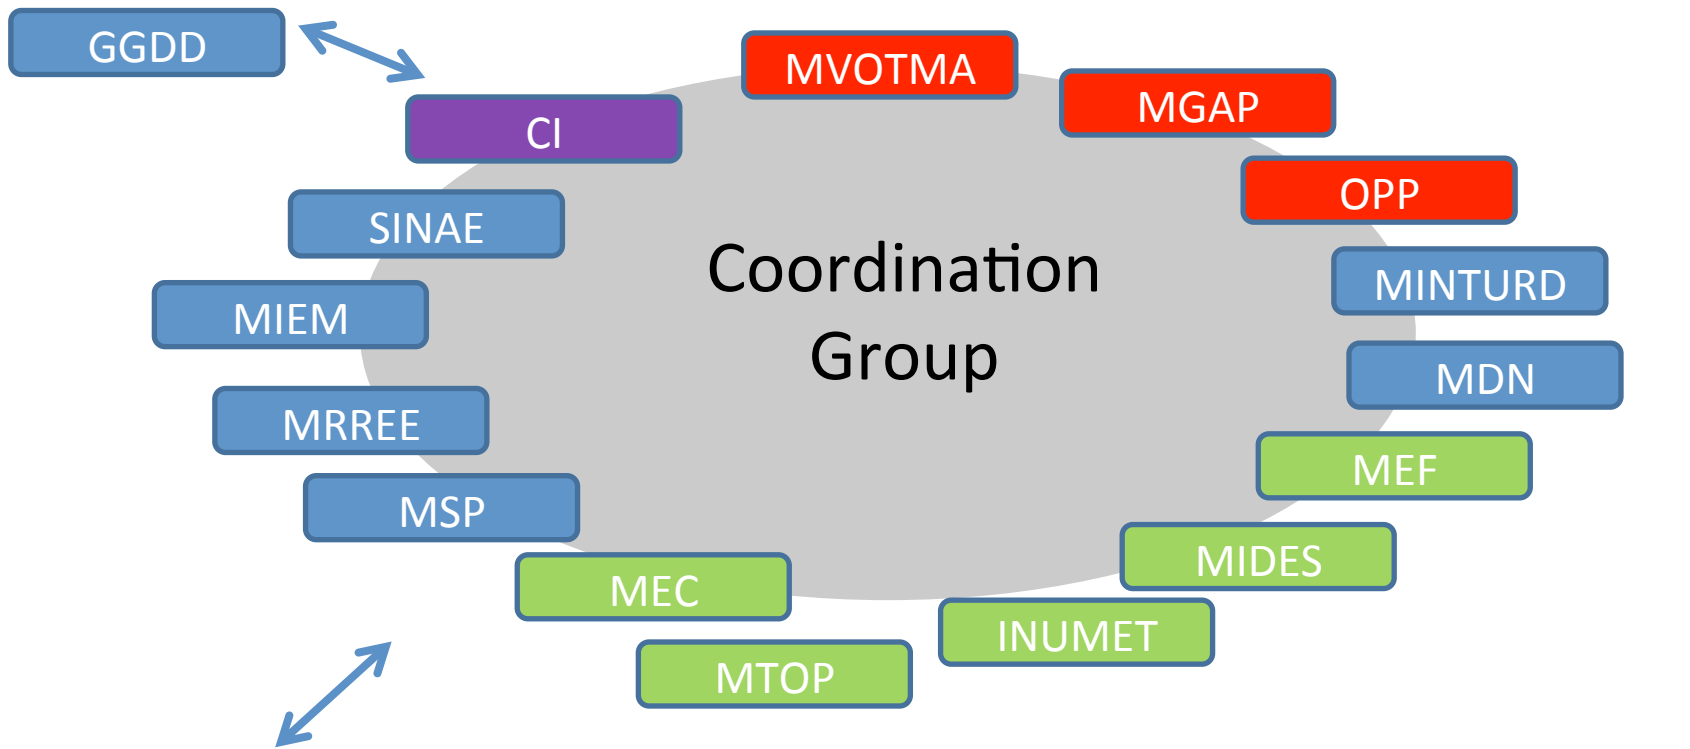 GGDD
MVOTMA
MGAP
CI
OPP
SINAE
Coordination
Group
MINTURD
MIEM
MDN
MRREE
MEF
MSP
MIDES
MEC
INUMET
MTOP